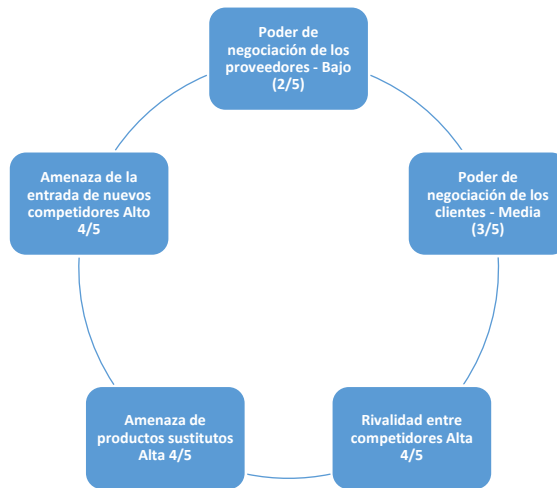 Poder de
negociación de los
proveedores - Bajo
(2/5)
Poder de
negociación de los
clientes - Media
(3/5)
Rivalidad entre
competidores Alta
4/5
Amenaza de
productos sustitutos
Alta 4/5
Amenaza de la
entrada de nuevos
competidores Alto
4/5